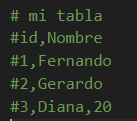 # mi tabla
#id,Nombre
#1,Fernando
#2,Gerardo
#3,Diana,20